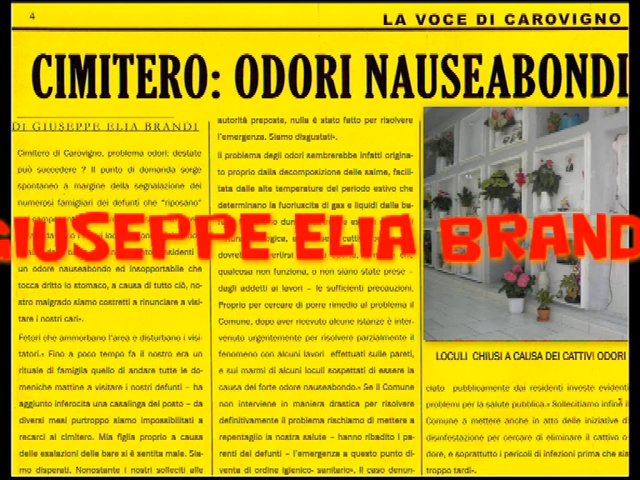 4
LA VOCE DI CAROVIGNO
CIMITERO: ODORI NAUSEABONDI
DI GIUSEPPE ELIA BRANDI
Cimitero di Carovigno, problema odori: d'estate
può succedere ? Il punto di domanda sorge
spontaneo a margine della segnalazione dei
numerosi famigliari dei defunti che "riposano"
GIUSEPPE ELIA BRAND
un odore nauseabondo ed insopportabile che
tocca dritto lo stomaco, a causa di tutto ciò, no-
stro malgrado siamo costretti a rinunciare a visi-
tare i nostri cari».
Fetori che ammorbano l'area e disturbano i visi-
tatori.« Fino a poco tempo fa il nostro era un
rituale di famiglia quello di andare tutte le do-
meniche mattine a visitare i nostri defunti – ha
aggiunto inferocita una casalinga del posto – da
diversi mesi purtroppo siamo impossibilitati a
recarci al cimitero. Mia figlia proprio a causa
delle esalazioni delle bare si è sentita male. Sia-
mo disperati. Nonostante i nostri solleciti alle
autorità preposte, nulla è stato fatto per risolvere
l'emergenza. Siamo disgustati».
Il problema degli odori sembrerebbe infatti origina-
to proprio dalla decomposizione delle salme, facili-
tata dalle alte temperature del periodo estivo che
determinano la fuoriuscita di gas e liquidi dalla ba-
qualcosa non funziona, o non siano state prese –
dagli addetti ai lavori – le sufficienti precauzioni.
Proprio per cercare di porre rimedio al problema il
Comune, dopo aver ricevuto alcune istanze è inter-
venuto urgentemente per risolvere parzialmente il
fenomeno con alcuni lavori effettuati sulle pareti,
e sui marmi di alcuni loculi sospettati di essere la
causa del forte odore nauseabondo.« Se il Comune
non interviene in maniera drastica per risolvere
definitivamente il problema rischiamo di mettere a
repentaglio la nostra salute – hanno ribadito i pa-
renti dei defunti – l'emergenza a questo punto di-
venta di ordine igienico- sanitario». Il caso denun-
LOCULI CHIUSI A CAUSA DEI CATTIVI ODORI
ciato pubblicamente dai residenti investe evidenti
problemi per la salute pubblica.« Sollecitiamo infine il
Comune a mettere anche in atto delle iniziative di
disinfestazione per cercare di eliminare il cattivo o-
dore, e soprattutto i pericoli di infezioni prima che sia
troppo tardi».